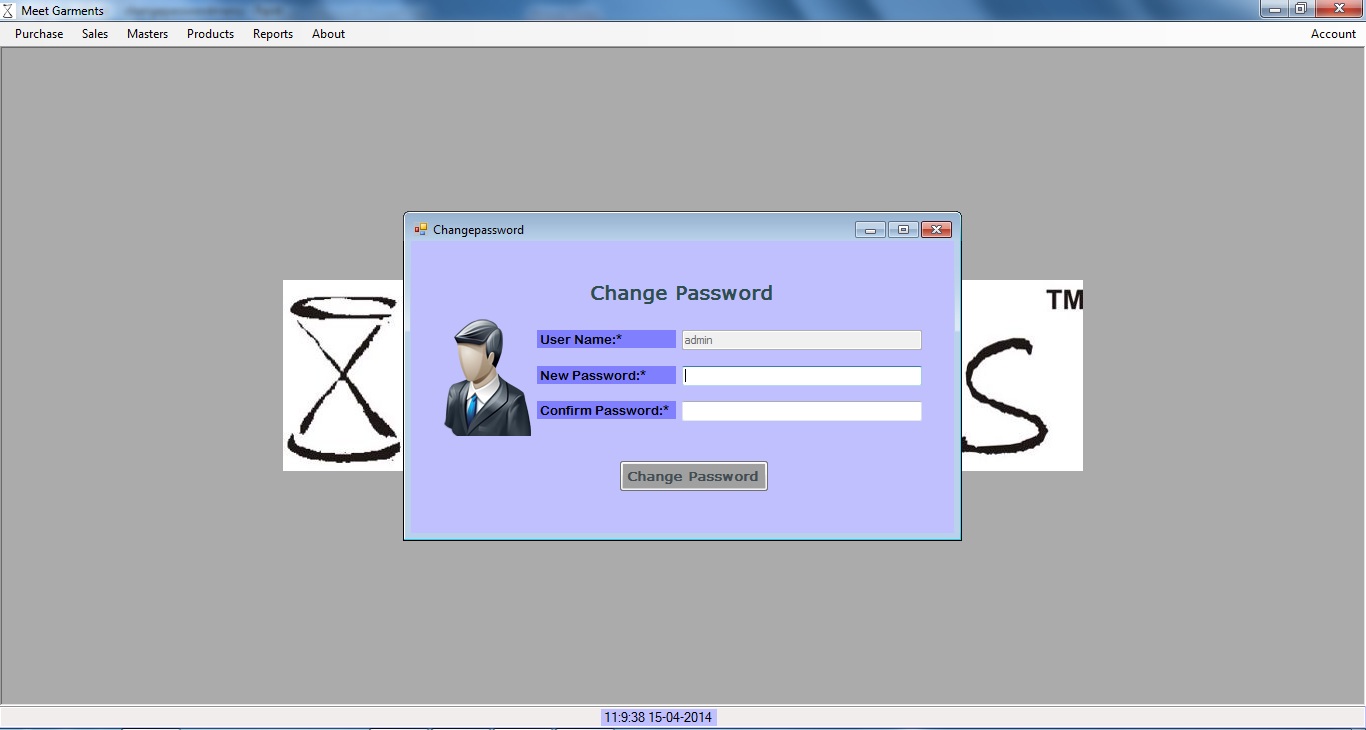 Meet Garments
Purchase Sales Masters Products Reports About Account
Changepassword
Change Password
TM
User Name:* admin
New Password:*
Confirm Password:*
S
Change Password
11:9:38 15-04-2014